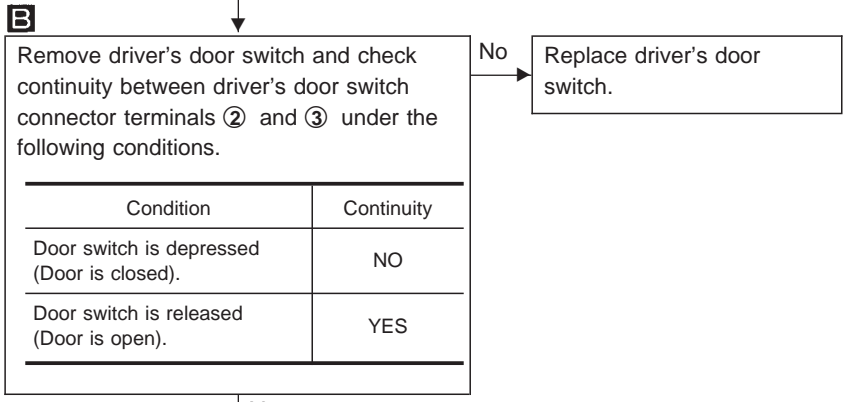 B
Remove driver's door switch and check
continuity between driver's door switch
connector terminals ② and ③ under the
following conditions.
No
Replace driver's door
switch.
Condition Continuity
Door switch is depressed
(Door is closed).
NO
Door switch is released
(Door is open).
YES